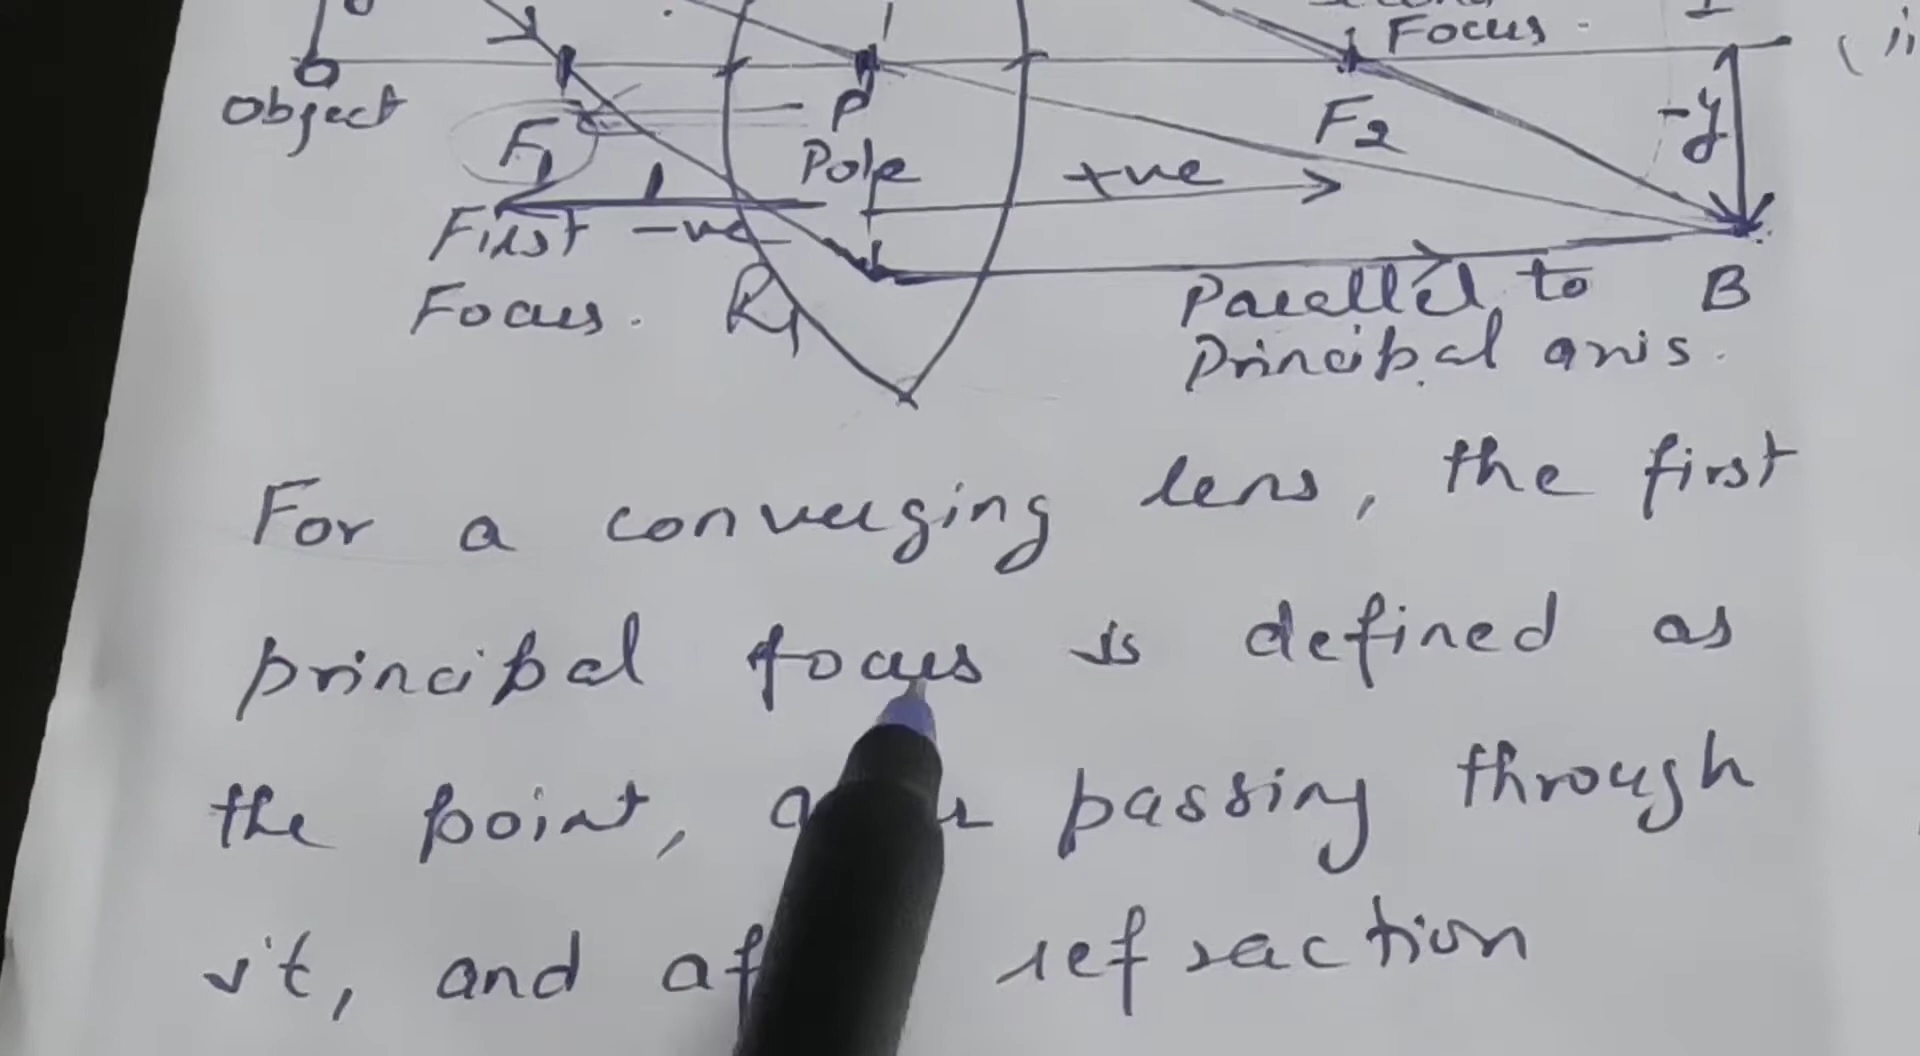 Focus.
Object
-y
P
F2
F1
Pole
+ve
First
-ve
Focus.
R1
Parallel to
B
Principal axis.
For a converging lens, the first
principal focus is defined as
the point, passing through
it, and refraction